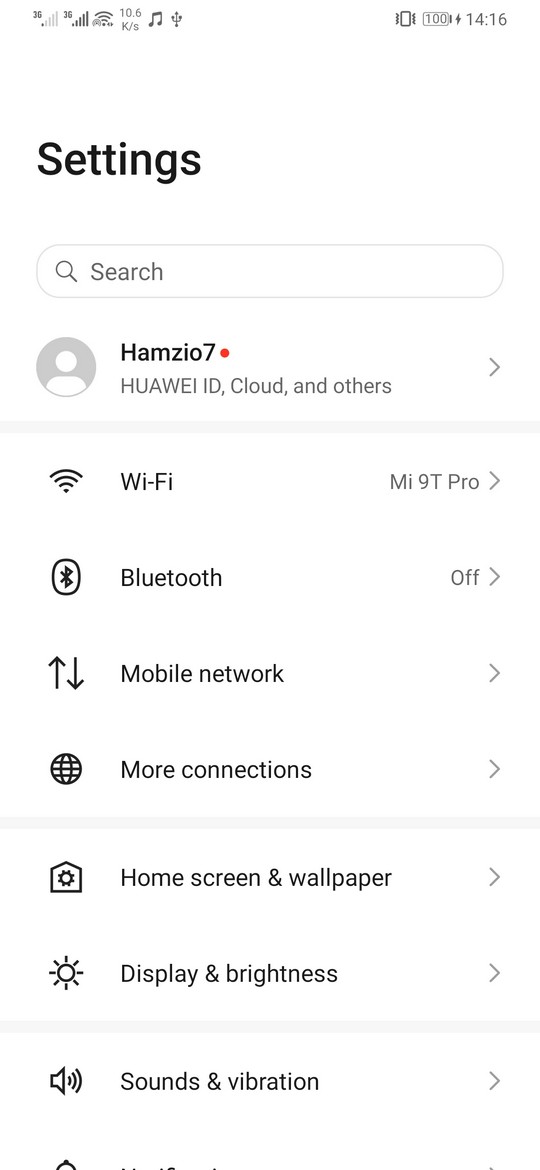 3G 3G 10.6 K/s 100 14:16
Settings
Search
Hamzio7
HUAWEI ID, Cloud, and others
Wi-Fi Mi 9T Pro
Bluetooth Off
Mobile network
More connections
Home screen & wallpaper
Display & brightness
Sounds & vibration